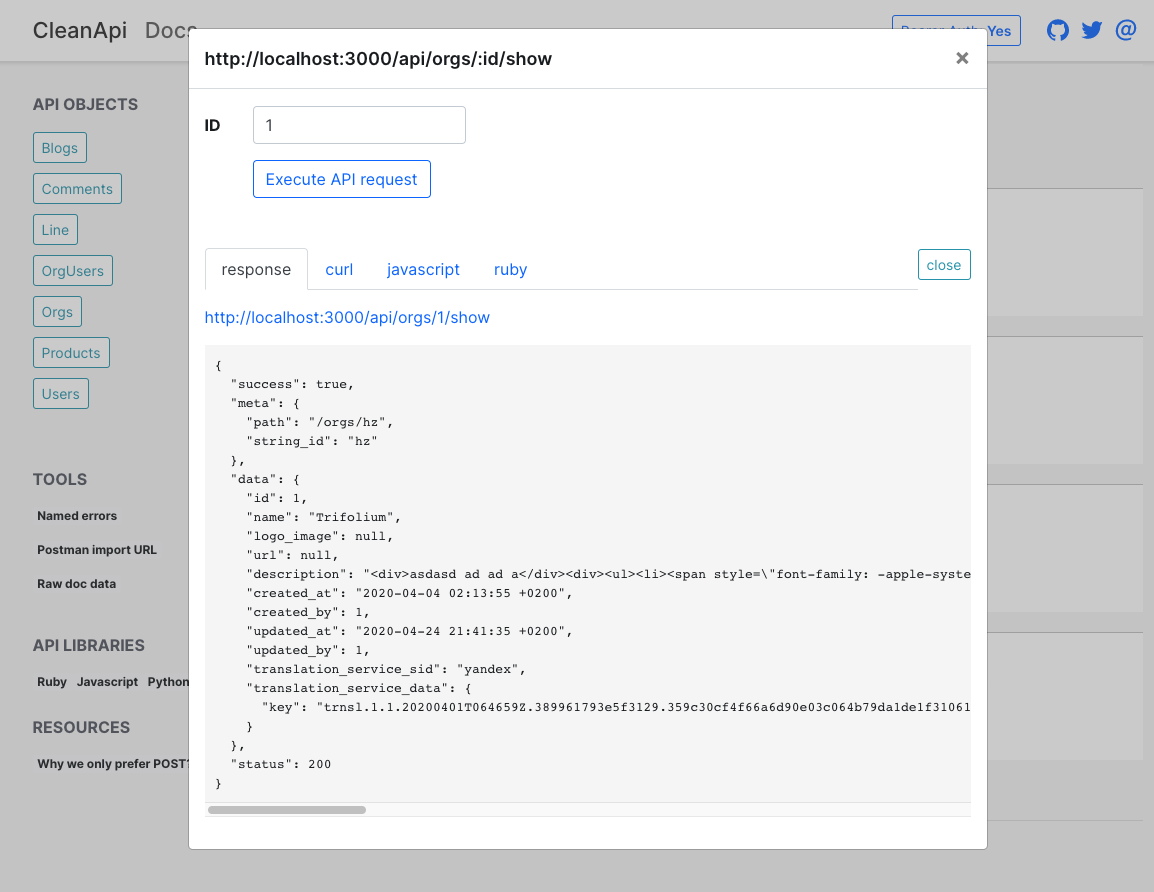 CleanApi Docs
Bearer Auth: Yes
http://localhost:3000/api/orgs/:id/show
×
API OBJECTS
Blogs
Comments
Line
OrgUsers
Orgs
Products
Users
TOOLS
Named errors
Postman import URL
Raw doc data
API LIBRARIES
Ruby Javascript Python
RESOURCES
Why we only prefer POST?
ID 1
Execute API request
response curl javascript ruby close
http://localhost:3000/api/orgs/1/show
{
"success": true,
"meta": {
"path": "/orgs/hz",
"string_id": "hz"
},
"data": {
"id": 1,
"name": "Trifolium",
"logo_image": null,
"url": null,
"description": "<div>asdasd ad ad a</div><div><ul><li><span style=\"font-family: -apple-syste
"created_at": "2020-04-04 02:13:55 +0200",
"created_by": 1,
"updated_at": "2020-04-24 21:41:35 +0200",
"updated_by": 1,
"translation_service_sid": "yandex",
"translation_service_data": {
"key": "trnsl.1.1.20200401T064659Z.389961793e5f3129.359c30cf4f66a6d90e03c064b79da1de1f31061
}
},
"status": 200
}